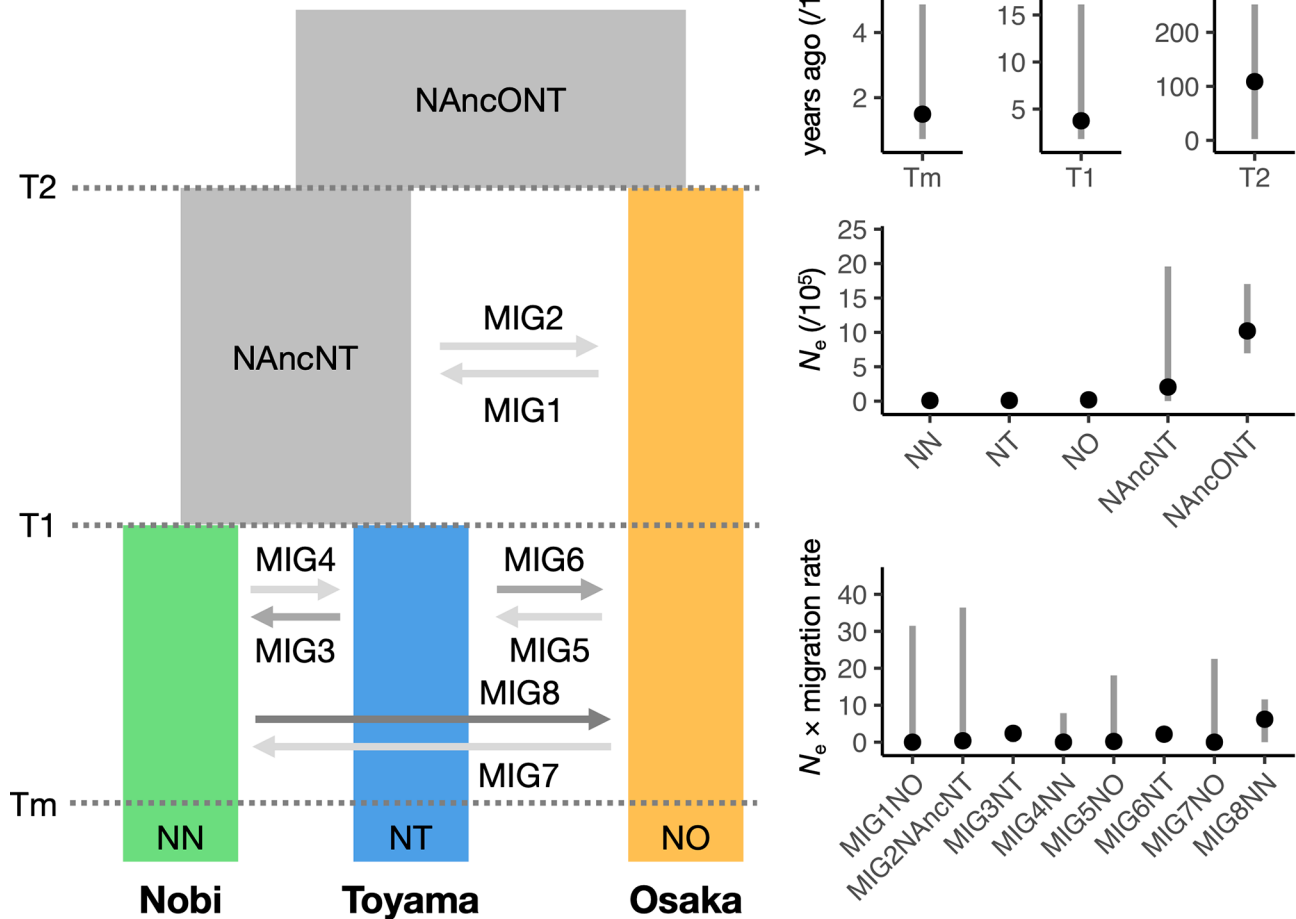 NAncONT
T2
NAncNT
MIG2
MIG1
T1
MIG4
MIG6
MIG3
MIG5
MIG8
MIG7
Tm
NN
NT
NO
Nobi
Toyama
Osaka
years ago (/1
4
2
Tm
15
10
5
T1
200
100
0
T2
Ne (/10⁵)
25
20
15
10
5
0
NN
NT
NO
NAncNT
NAncONT
Ne × migration rate
40
30
20
10
0
MIG1NO
MIG2NAncNT
MIG3NT
MIG4NN
MIG5NO
MIG6NT
MIG7NO
MIG8NN